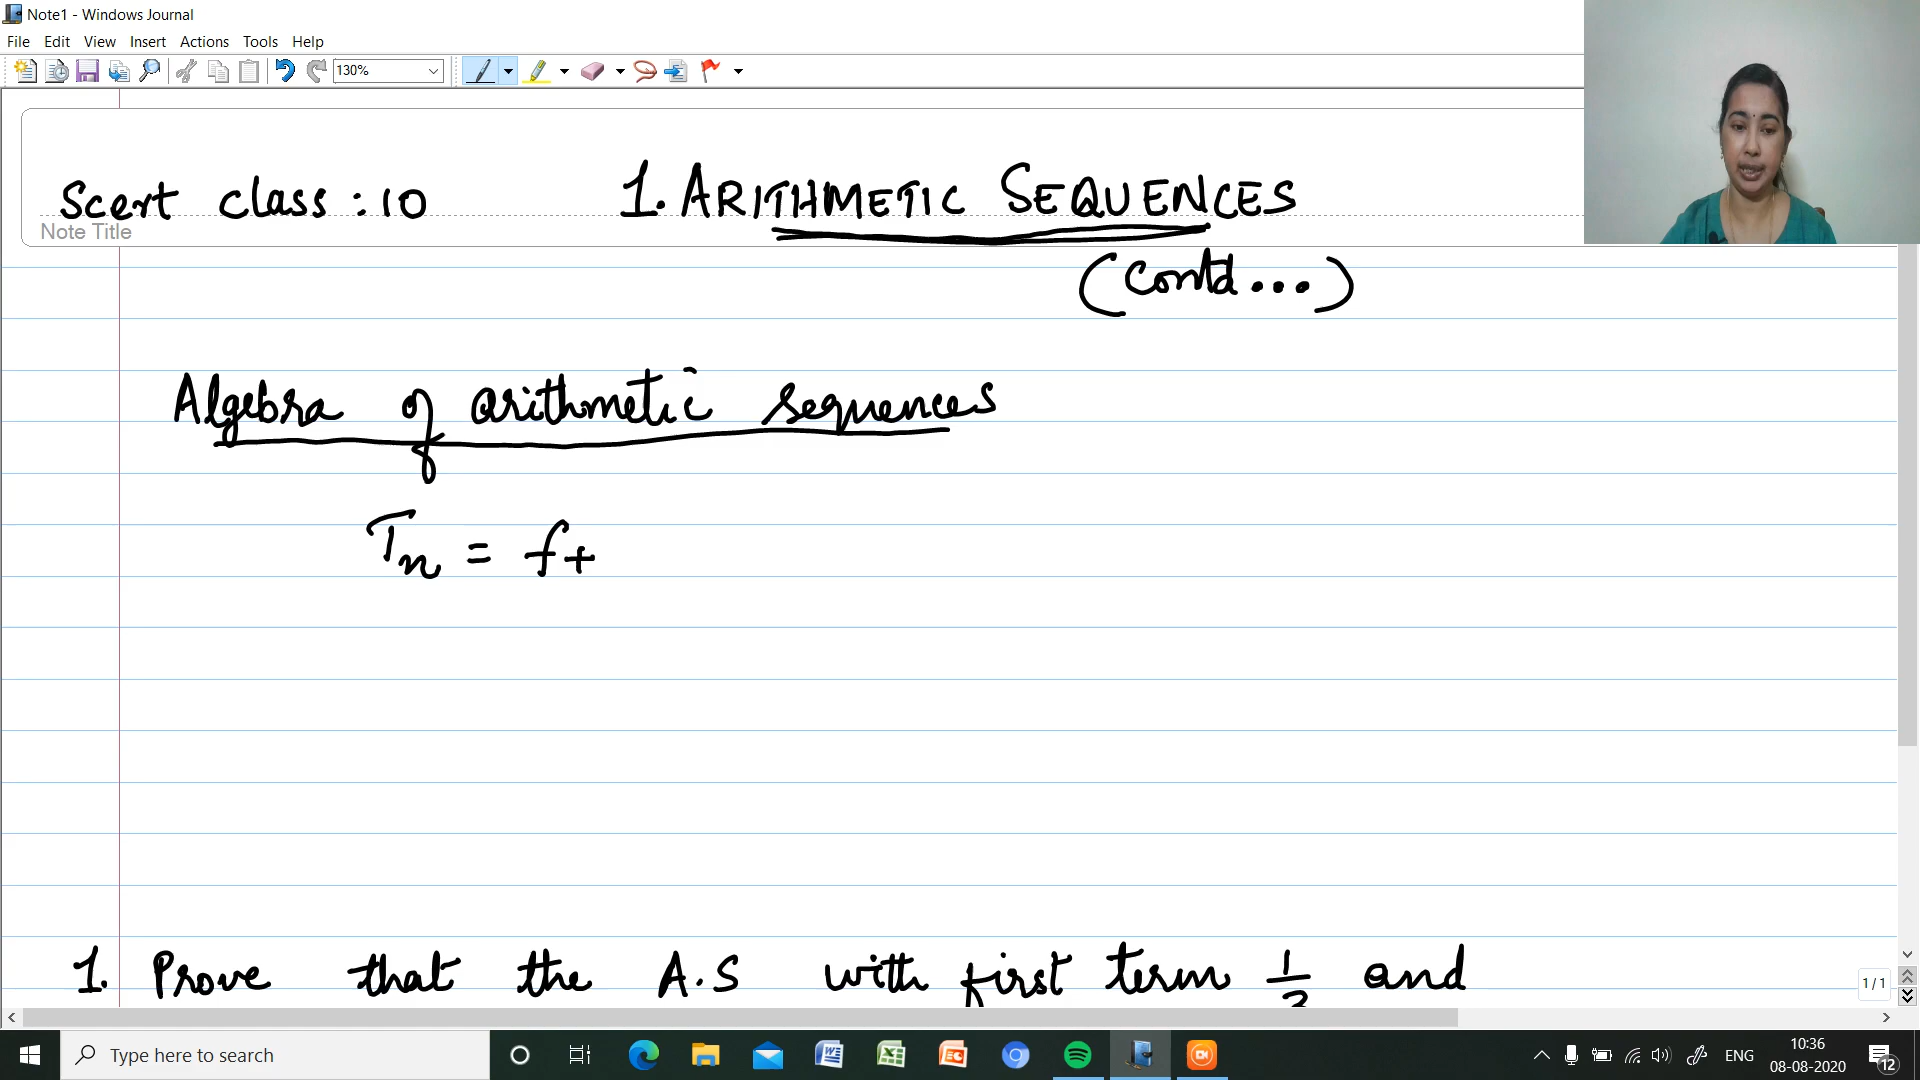 Note1 - Windows Journal
File Edit View Insert Actions Tools Help
130%
Scert class : 10 1. ARITHMETIC SEQUENCES
Note Title
(Contd...)
Algebra of arithmetic sequences
Tn = f+
1. Prove that the A.S with first term 1/3 and
1 / 1
Type here to search
ENG
10:36
08-08-2020
12